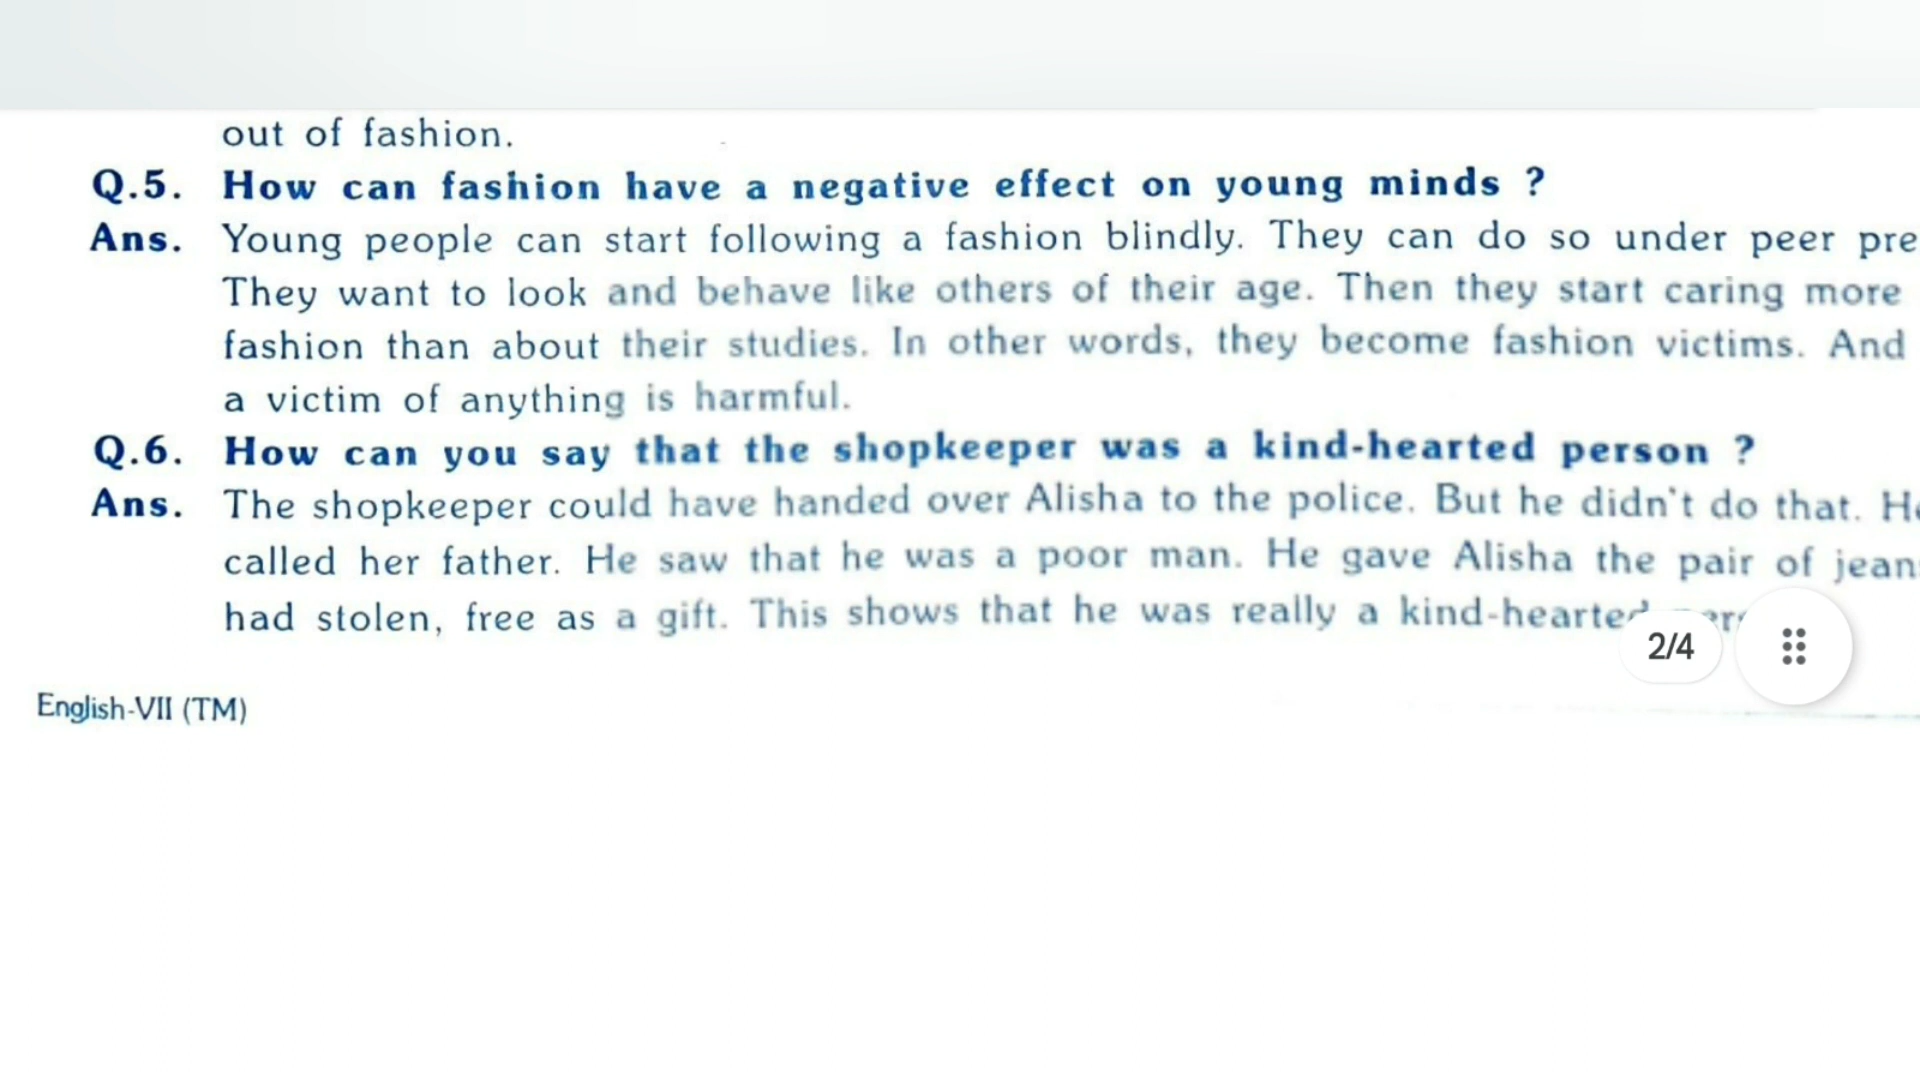 out of fashion.
Q.5. How can fashion have a negative effect on young minds ?
Ans. Young people can start following a fashion blindly. They can do so under peer pre
They want to look and behave like others of their age. Then they start caring more
fashion than about their studies. In other words, they become fashion victims. And
a victim of anything is harmful.
Q.6. How can you say that the shopkeeper was a kind-hearted person ?
Ans. The shopkeeper could have handed over Alisha to the police. But he didn't do that.
called her father. He saw that he was a poor man. He gave Alisha the pair of jean
had stolen, free as a gift. This shows that he was really a kind-hearted
2/4
English-VII (TM)